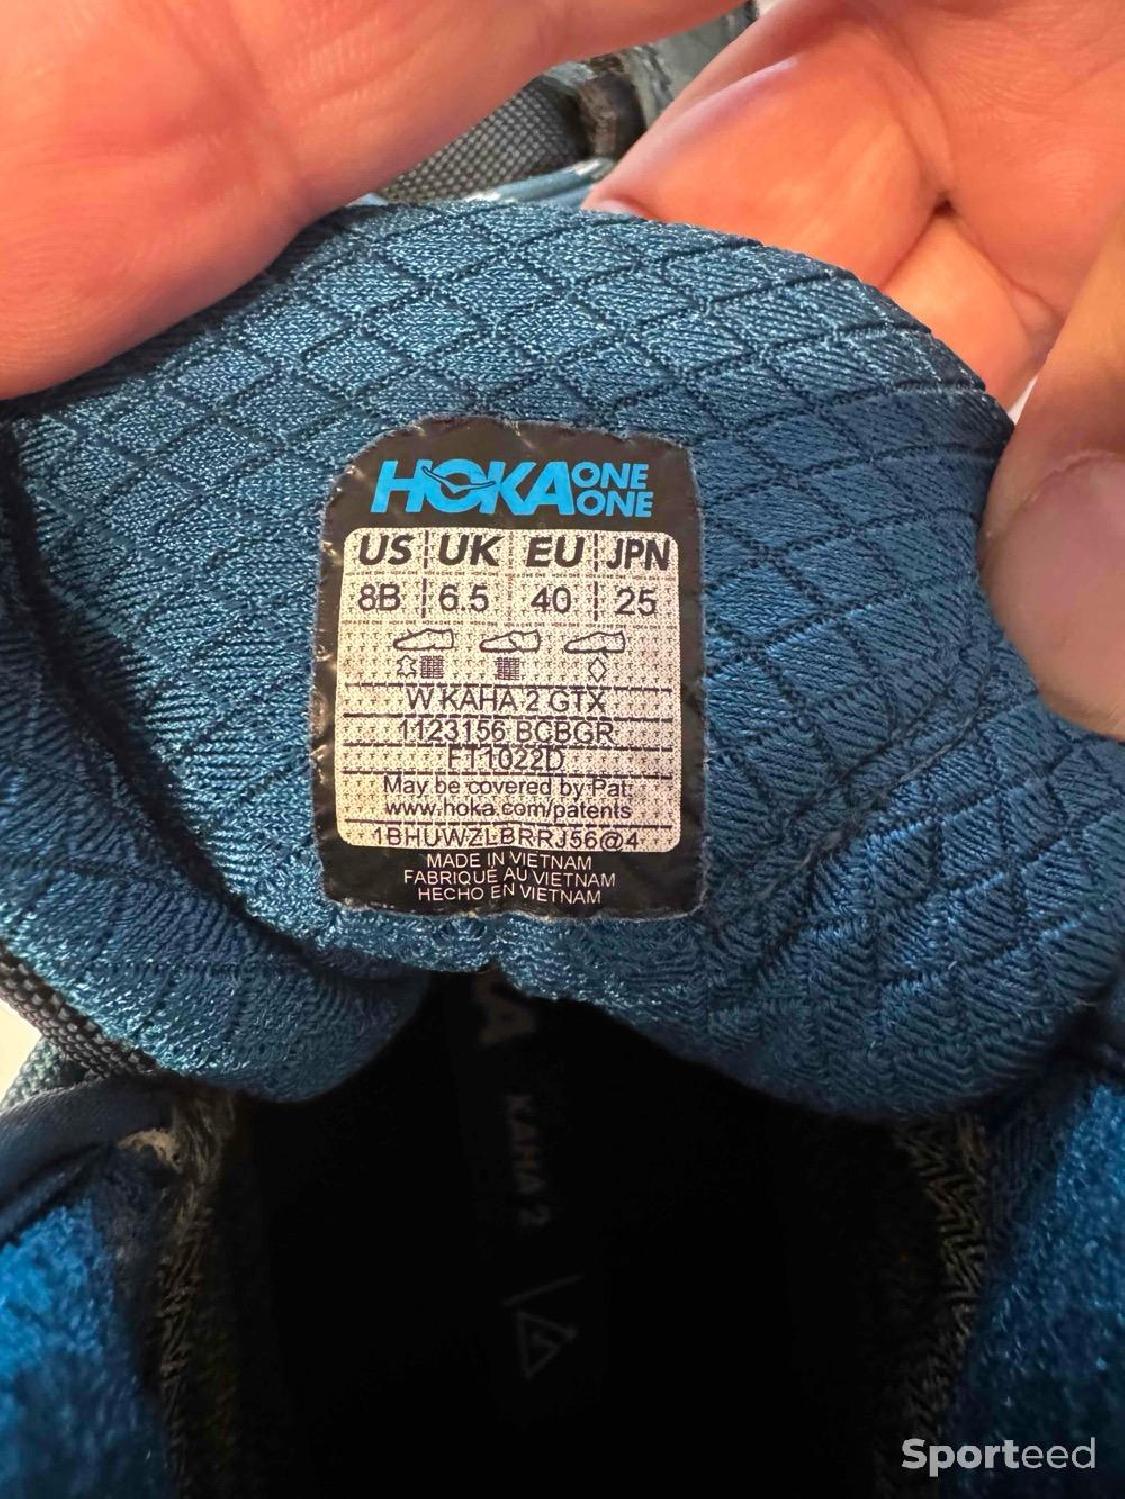 HOKA ONE ONE
US UK EU JPN
8B 6.5 40 25
W KAHA 2 GTX
1123156 BCBGR
FT1022D
May be covered by Pat:
www.hoka.com/patents
1BHUWZLBRRJ56@4
MADE IN VIETNAM
FABRIQUÉ AU VIETNAM
HECHO EN VIETNAM
KAHA 2
Sporteed